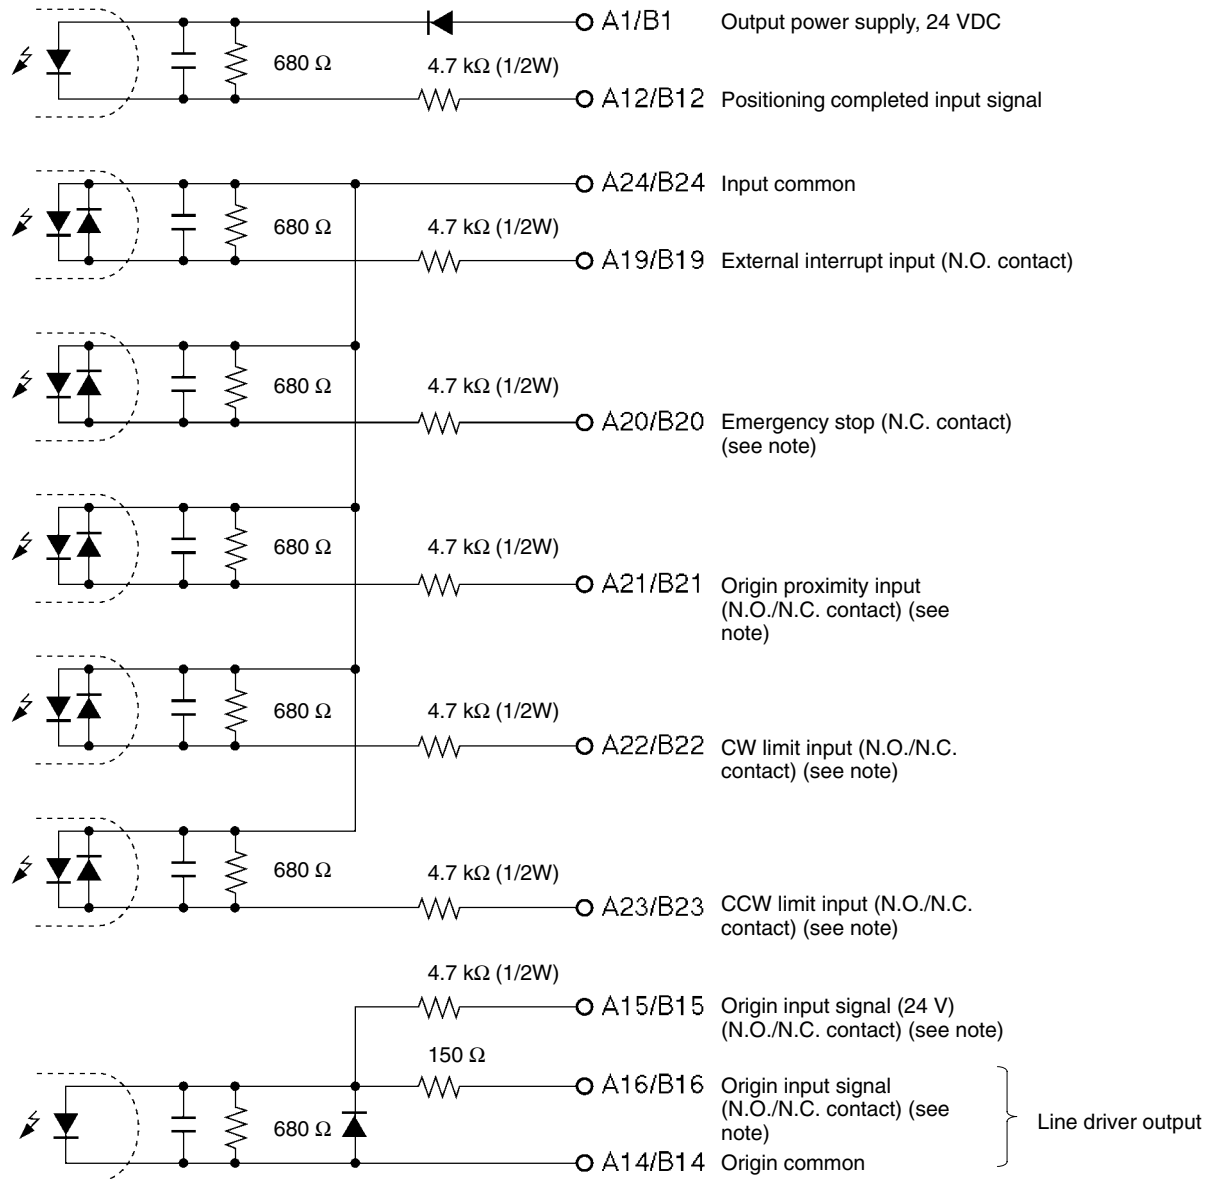 A1/B1 Output power supply, 24 VDC
680 Ω 4.7 kΩ (1/2W)
A12/B12 Positioning completed input signal
A24/B24 Input common
680 Ω 4.7 kΩ (1/2W)
A19/B19 External interrupt input (N.O. contact)
680 Ω 4.7 kΩ (1/2W)
A20/B20 Emergency stop (N.C. contact)
(see note)
680 Ω 4.7 kΩ (1/2W)
A21/B21 Origin proximity input
(N.O./N.C. contact) (see
note)
680 Ω 4.7 kΩ (1/2W)
A22/B22 CW limit input (N.O./N.C.
contact) (see note)
680 Ω 4.7 kΩ (1/2W)
A23/B23 CCW limit input (N.O./N.C.
contact) (see note)
4.7 kΩ (1/2W)
A15/B15 Origin input signal (24 V)
(N.O./N.C. contact) (see note)
150 Ω
A16/B16 Origin input signal
(N.O./N.C. contact) (see
note)
680 Ω
Line driver output
A14/B14 Origin common